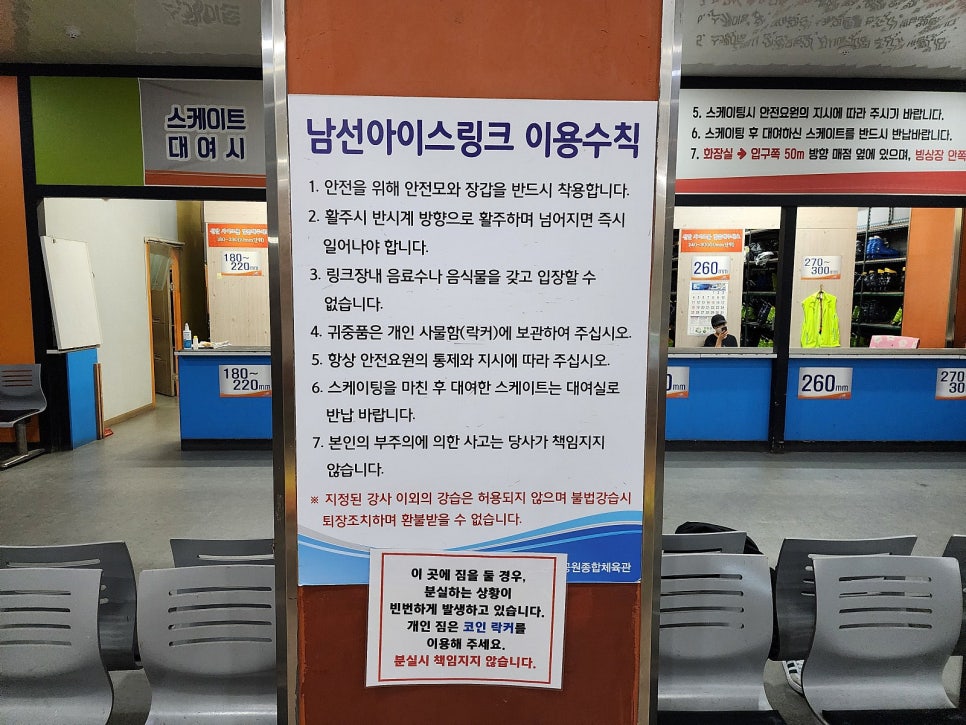 스케이트
대여시
5. 스케이팅시 안전요원의 지시에 따라 주시기 바랍니다.
6. 스케이팅 후 대여하신 스케이트를 반드시 반납바랍니다.
7. 화장실 → 입구쪽 50m 방향 매점 옆에 있으며, 빙상장 안쪽
남선아이스링크 이용수칙
1. 안전을 위해 안전모와 장갑을 반드시 착용합니다.
2. 활주시 반시계 방향으로 활주하며 넘어지면 즉시
일어나야 합니다.
3. 링크장내 음료수나 음식물을 갖고 입장할 수
없습니다.
4. 귀중품은 개인 사물함(락커)에 보관하여 주십시오.
5. 항상 안전요원의 통제와 지시에 따라 주십시오.
6. 스케이팅을 마친 후 대여한 스케이트는 대여실로
반납 바랍니다.
7. 본인의 부주의에 의한 사고는 당사가 책임지지
않습니다.
※ 지정된 강사 이외의 강습은 허용되지 않으며 불법강습시
퇴장조치하며 환불받을 수 없습니다.
공원종합체육관
이 곳에 짐을 둘 경우,
분실하는 상황이
빈번하게 발생하고 있습니다.
개인 짐은 코인 락커를
이용해 주세요.
분실시 책임지지 않습니다.
180~
220mm
180~
220mm
260mm
270~
300mm
mm
260mm
270
30